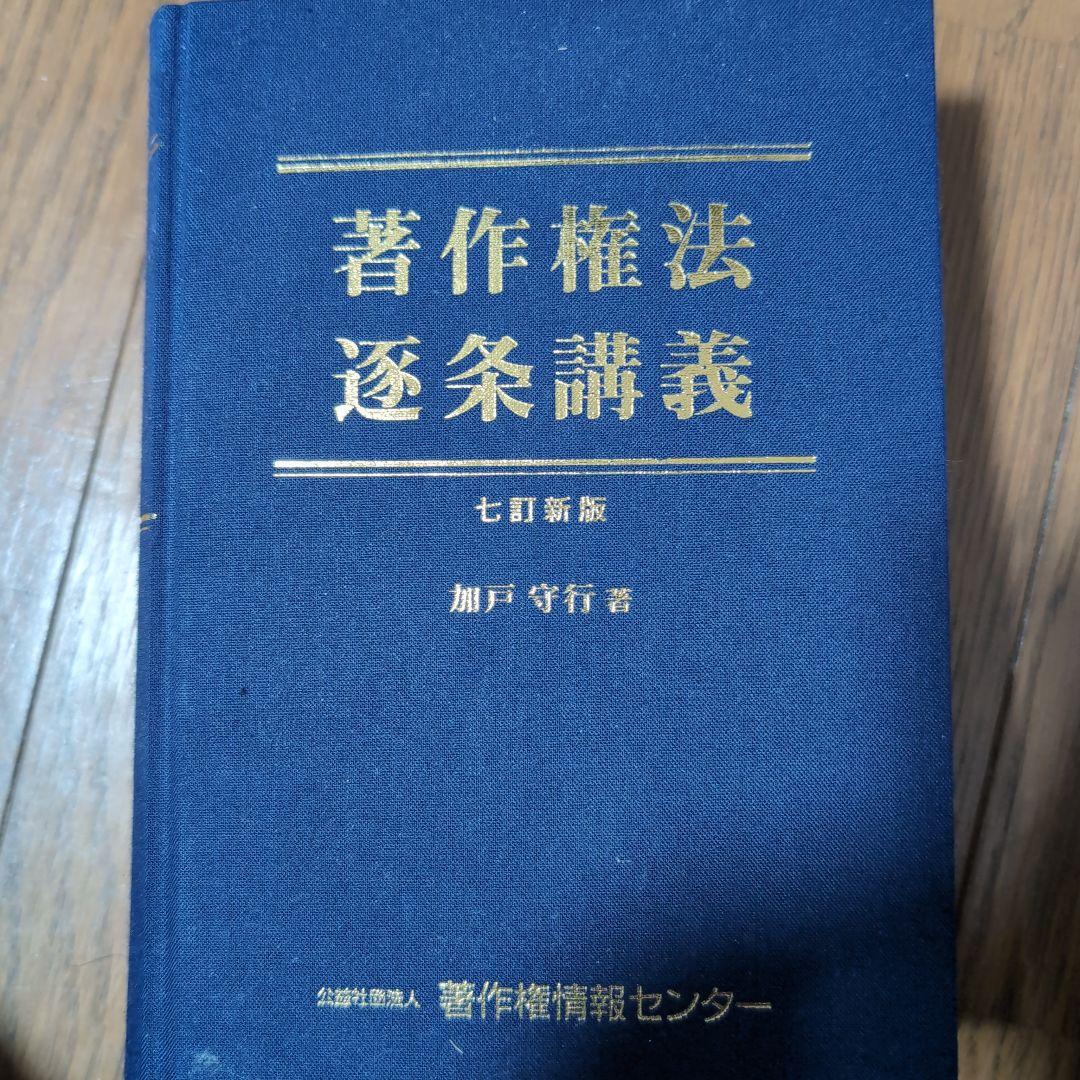 著作権法
逐条講義
七訂新版
加戸 守行 著
公益社団法人 著作権情報センター